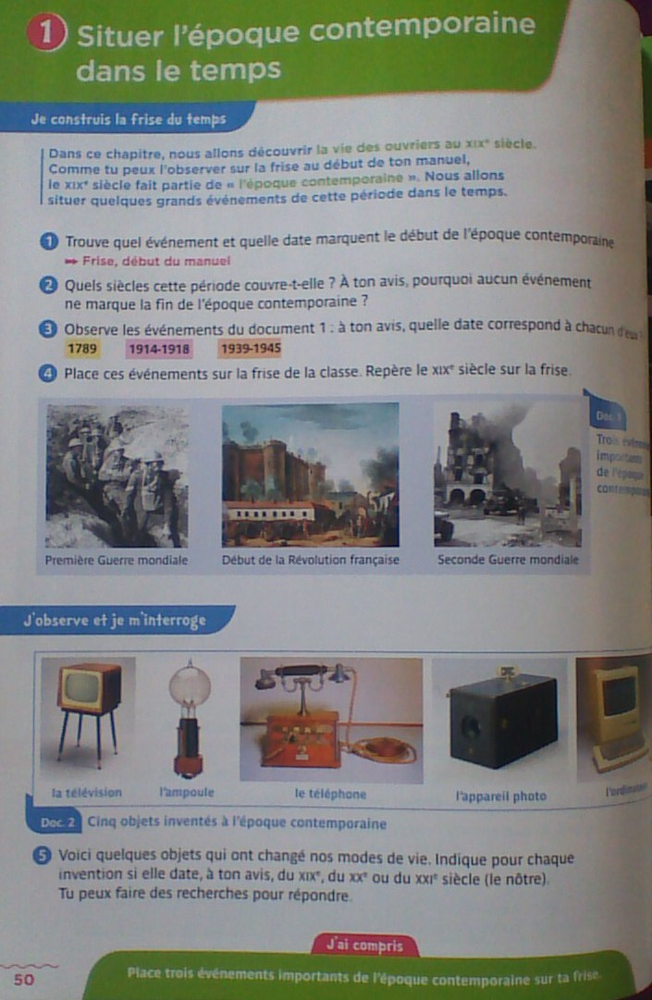 1 Situer l'époque contemporaine
dans le temps
Je construis la frise du temps
Dans ce chapitre, nous allons découvrir la vie des ouvriers au XIXe siècle.
Comme tu peux l'observer sur la frise au début de ton manuel,
le XIXe siècle fait partie de « l'époque contemporaine ». Nous allons
situer quelques grands événements de cette période dans le temps.
1 Trouve quel événement et quelle date marquent le début de l'époque contemporaine
➡ Frise, début du manuel
2 Quels siècles cette période couvre-t-elle ? À ton avis, pourquoi aucun événement
ne marque la fin de l'époque contemporaine ?
3 Observe les événements du document 1 : à ton avis, quelle date correspond à chacun d'eux ?
1789 1914-1918 1939-1945
4 Place ces événements sur la frise de la classe. Repère le XIXe siècle sur la frise.
Doc. 1
Trois
importants
de l'époque
Première Guerre mondiale Début de la Révolution française Seconde Guerre mondiale
J'observe et je m'interroge
la télévision l'ampoule le téléphone l'appareil photo
Doc. 2 Cinq objets inventés à l'époque contemporaine
5 Voici quelques objets qui ont changé nos modes de vie. Indique pour chaque
invention si elle date, à ton avis, du XIXe, du XXe ou du XXIe siècle (le nôtre).
Tu peux faire des recherches pour répondre.
J'ai compris
50 Place trois événements importants de l'époque contemporaine sur ta frise.